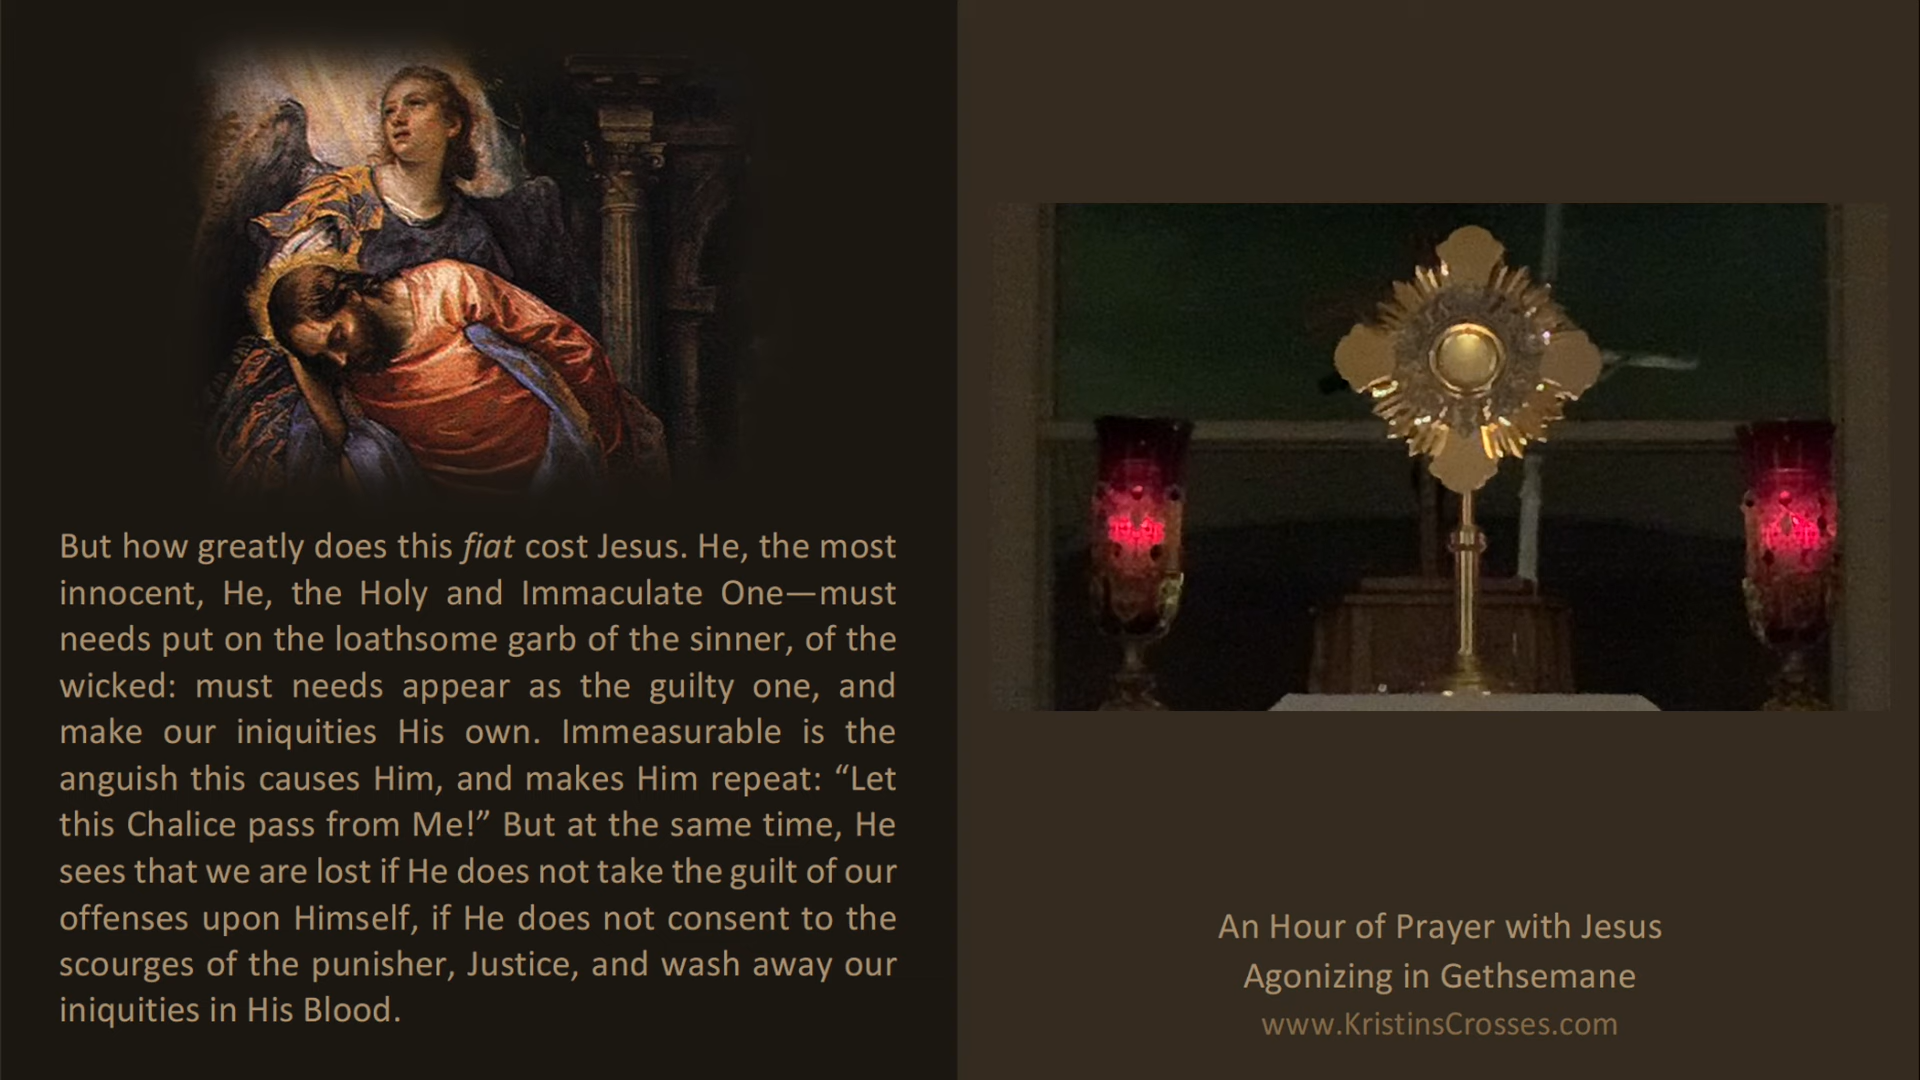 But how greatly does this fiat cost Jesus. He, the most
innocent, He, the Holy and Immaculate One—must
needs put on the loathsome garb of the sinner, of the
wicked: must needs appear as the guilty one, and
make our iniquities His own. Immeasurable is the
anguish this causes Him, and makes Him repeat: “Let
this Chalice pass from Me!” But at the same time, He
sees that we are lost if He does not take the guilt of our
offenses upon Himself, if He does not consent to the
scourges of the punisher, Justice, and wash away our
iniquities in His Blood.
An Hour of Prayer with Jesus
Agonizing in Gethsemane
www.KristinsCrosses.com